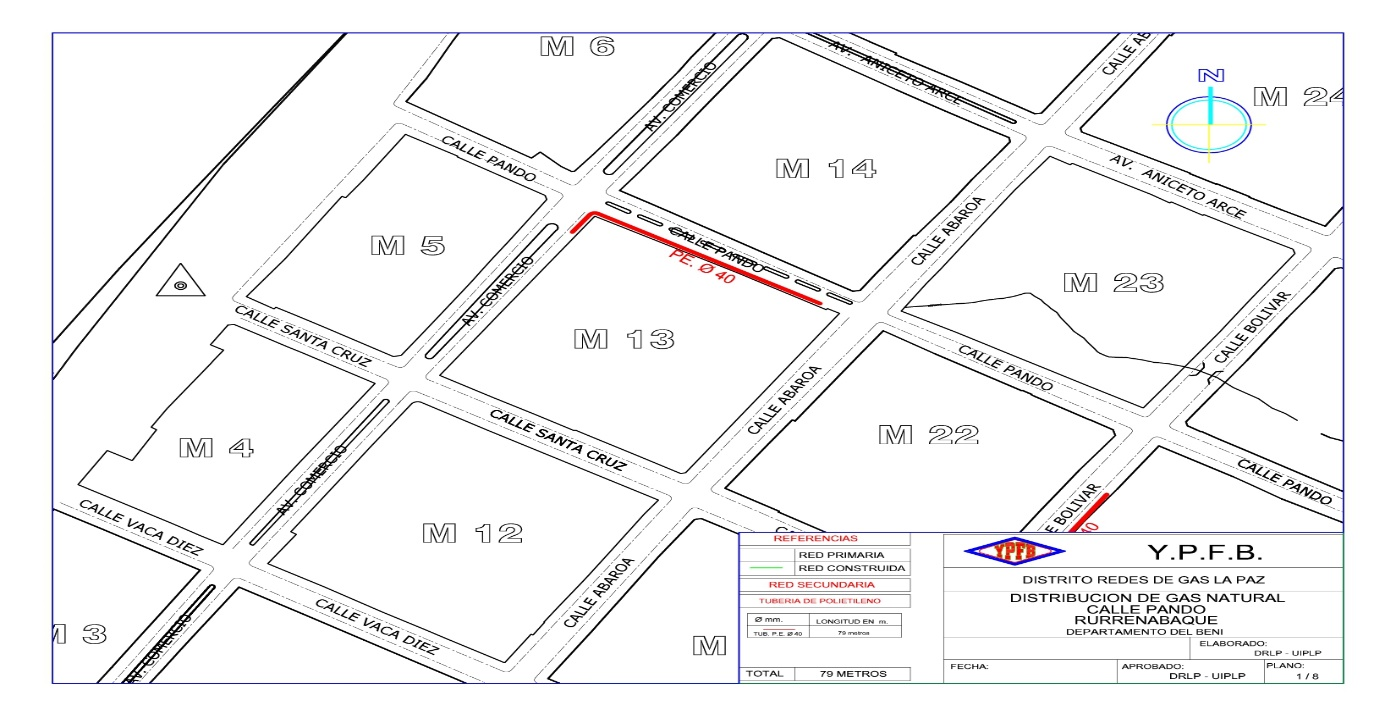 M 6
AV. COMERCIO
AV. ANICETO ARCE
CALLE AB
N
M 24
CALLE PANDO
M 14
AV. ANICETO ARCE
M 5
CALLE PANDO
PE. Ø 40
CALLE ABAROA
M 23
AV. COMERCIO
CALLE BOLIVAR
CALLE SANTA CRUZ
M 13
CALLE PANDO
CALLE ABAROA
M 4
CALLE SANTA CRUZ
M 22
AV. COMERCIO
CALLE PANDO
E BOLIVAR
40
CALLE VACA DIEZ
M 12
CALLE ABAROA
CALLE VACA DIEZ
M 3
AV. COMERCIO
M
REFERENCIAS
RED PRIMARIA
RED CONSTRUIDA
RED SECUNDARIA
TUBERIA DE POLIETILENO
Ø mm. LONGITUD EN m.
TUB. P.E. Ø 40 79 metros
TOTAL 79 METROS
YPFB Y.P.F.B.
DISTRITO REDES DE GAS LA PAZ
DISTRIBUCION DE GAS NATURAL
CALLE PANDO
RURRENABAQUE
DEPARTAMENTO DEL BENI
ELABORADO:
DRLP - UIPLP
FECHA: APROBADO: PLANO:
DRLP - UIPLP 1 / 8